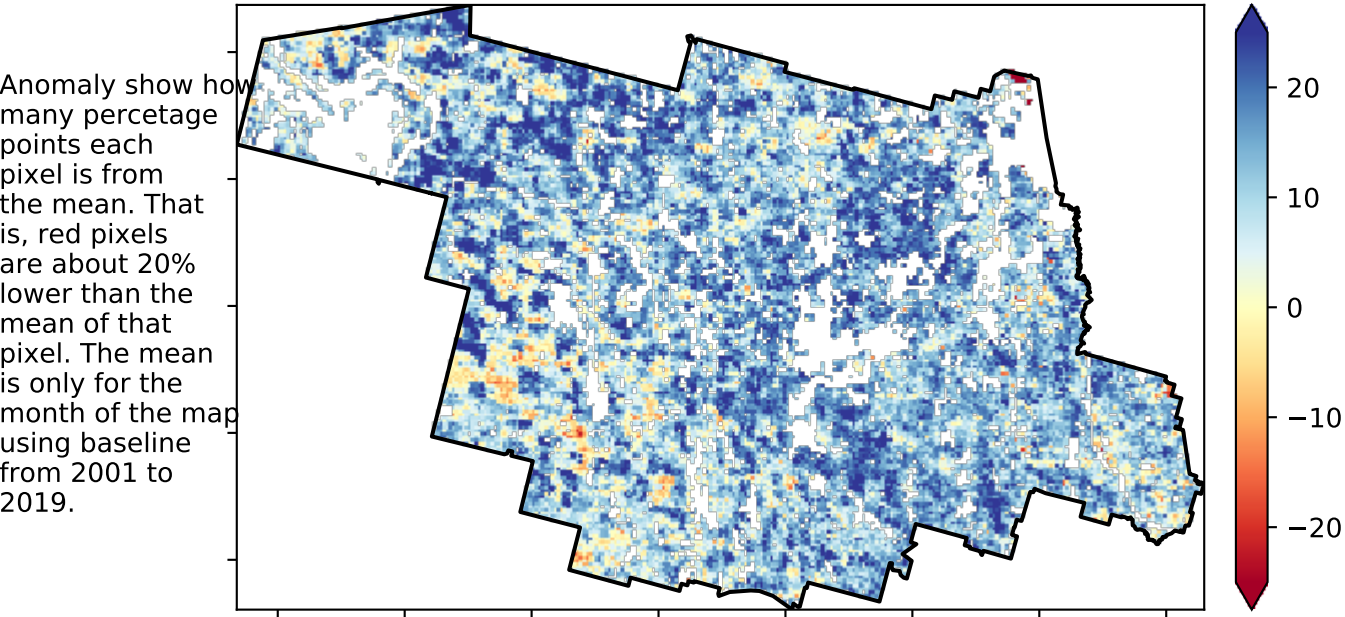 Anomaly show how
many percetage
points each
pixel is from
the mean. That
is, red pixels
are about 20%
lower than the
mean of that
pixel. The mean
is only for the
month of the map
using baseline
from 2001 to
2019.
20
10
0
−10
−20